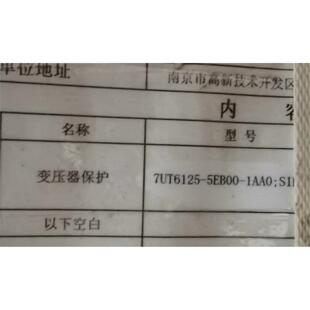 单位地址 南京市高新技术开发区
内 容
名称 型号
变压器保护 7UT6125-5EB00-1AA0;SI
以下空白